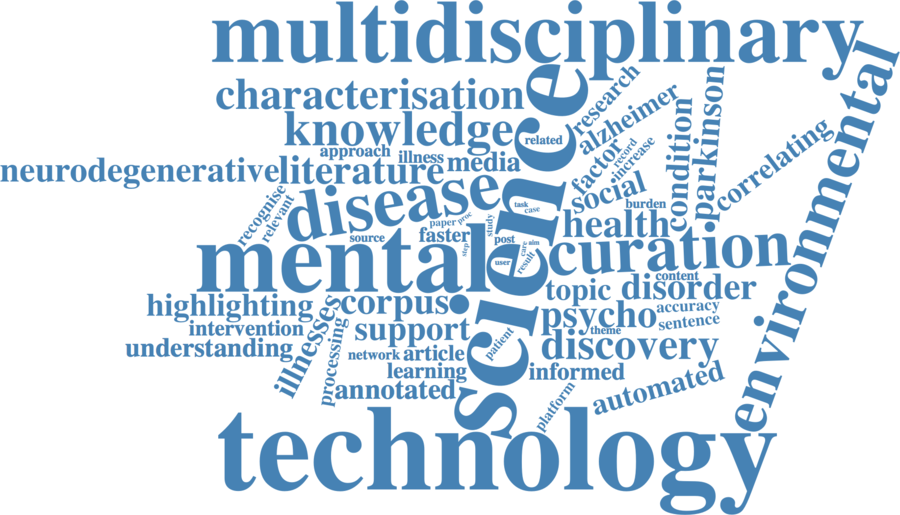 multidisciplinary
science
environmental
characterisation
research
knowledge
related
alzheimer
condition
parkinson
approach
illness
media
factor
record
increase
correlating
neurodegenerative
literature
social
burden
recognise
relevant
disease
task
case
health
paper
proc
study
source
faster
post
aim
care
step
user
result
mental
curation
content
topic
disorder
highlighting
illnesses
corpus
psycho
accuracy
sentence
theme
intervention
processing
support
understanding
network
article
patient
discovery
learning
informed
annotated
platform
automated
technology